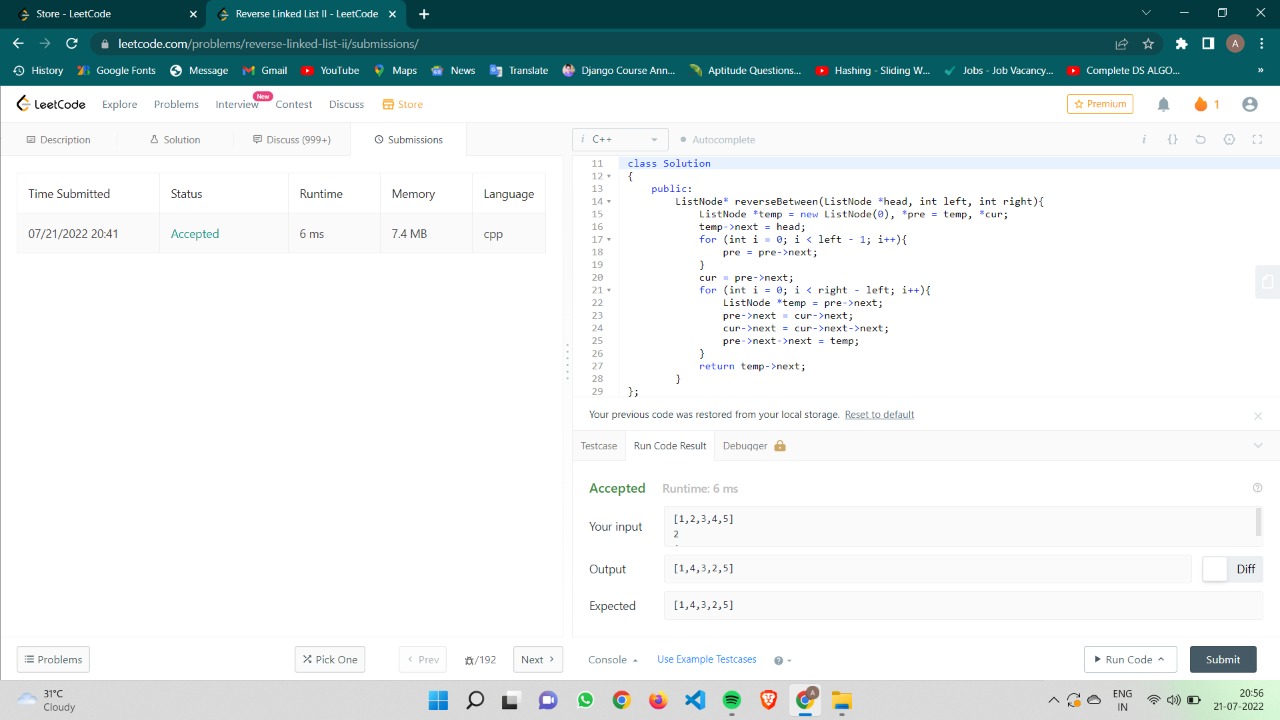 Store - LeetCode
Reverse Linked List II - LeetCode
leetcode.com/problems/reverse-linked-list-ii/submissions/
A
History Google Fonts Message Gmail YouTube Maps News Translate Django Course Ann... Aptitude Questions... Hashing - Sliding W... Jobs - Job Vacancy... Complete DS ALGO... »
LeetCode Explore Problems Interview New Contest Discuss Store Premium 1
Description Solution Discuss (999+) Submissions
i C++ Autocomplete i {}
Time Submitted Status Runtime Memory Language
07/21/2022 20:41 Accepted 6 ms 7.4 MB cpp
11 class Solution
12 {
13 public:
14 ListNode* reverseBetween(ListNode *head, int left, int right){
15 ListNode *temp = new ListNode(0), *pre = temp, *cur;
16 temp->next = head;
17 for (int i = 0; i < left - 1; i++){
18 pre = pre->next;
19 }
20 cur = pre->next;
21 for (int i = 0; i < right - left; i++){
22 ListNode *temp = pre->next;
23 pre->next = cur->next;
24 cur->next = cur->next->next;
25 pre->next->next = temp;
26 }
27 return temp->next;
28 }
29 };
Your previous code was restored from your local storage. Reset to default
Testcase Run Code Result Debugger
Accepted Runtime: 6 ms
Your input
[1,2,3,4,5]
2
Output [1,4,3,2,5] Diff
Expected [1,4,3,2,5]
Problems Pick One Prev /192 Next Console Use Example Testcases Run Code Submit
31°C
Cloudy
A
ENG
IN
20:56
21-07-2022